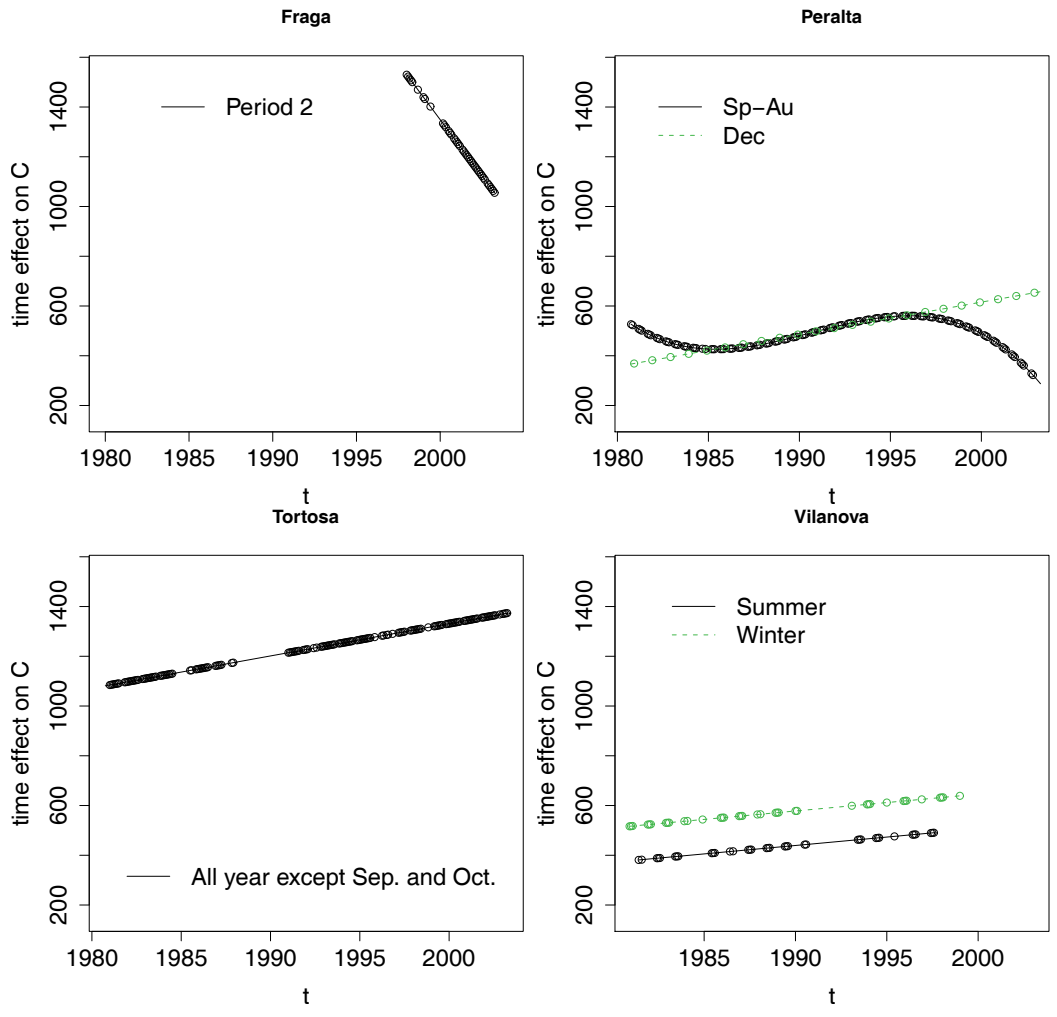 Fraga
Period 2
time effect on C
200 600 1000 1400
1980 1985 1990 1995 2000
t
Peralta
Sp−Au
Dec
time effect on C
200 600 1000 1400
1980 1985 1990 1995 2000
t
Tortosa
All year except Sep. and Oct.
time effect on C
200 600 1000 1400
1980 1985 1990 1995 2000
t
Vilanova
Summer
Winter
time effect on C
200 600 1000 1400
1985 1990 1995 2000
t